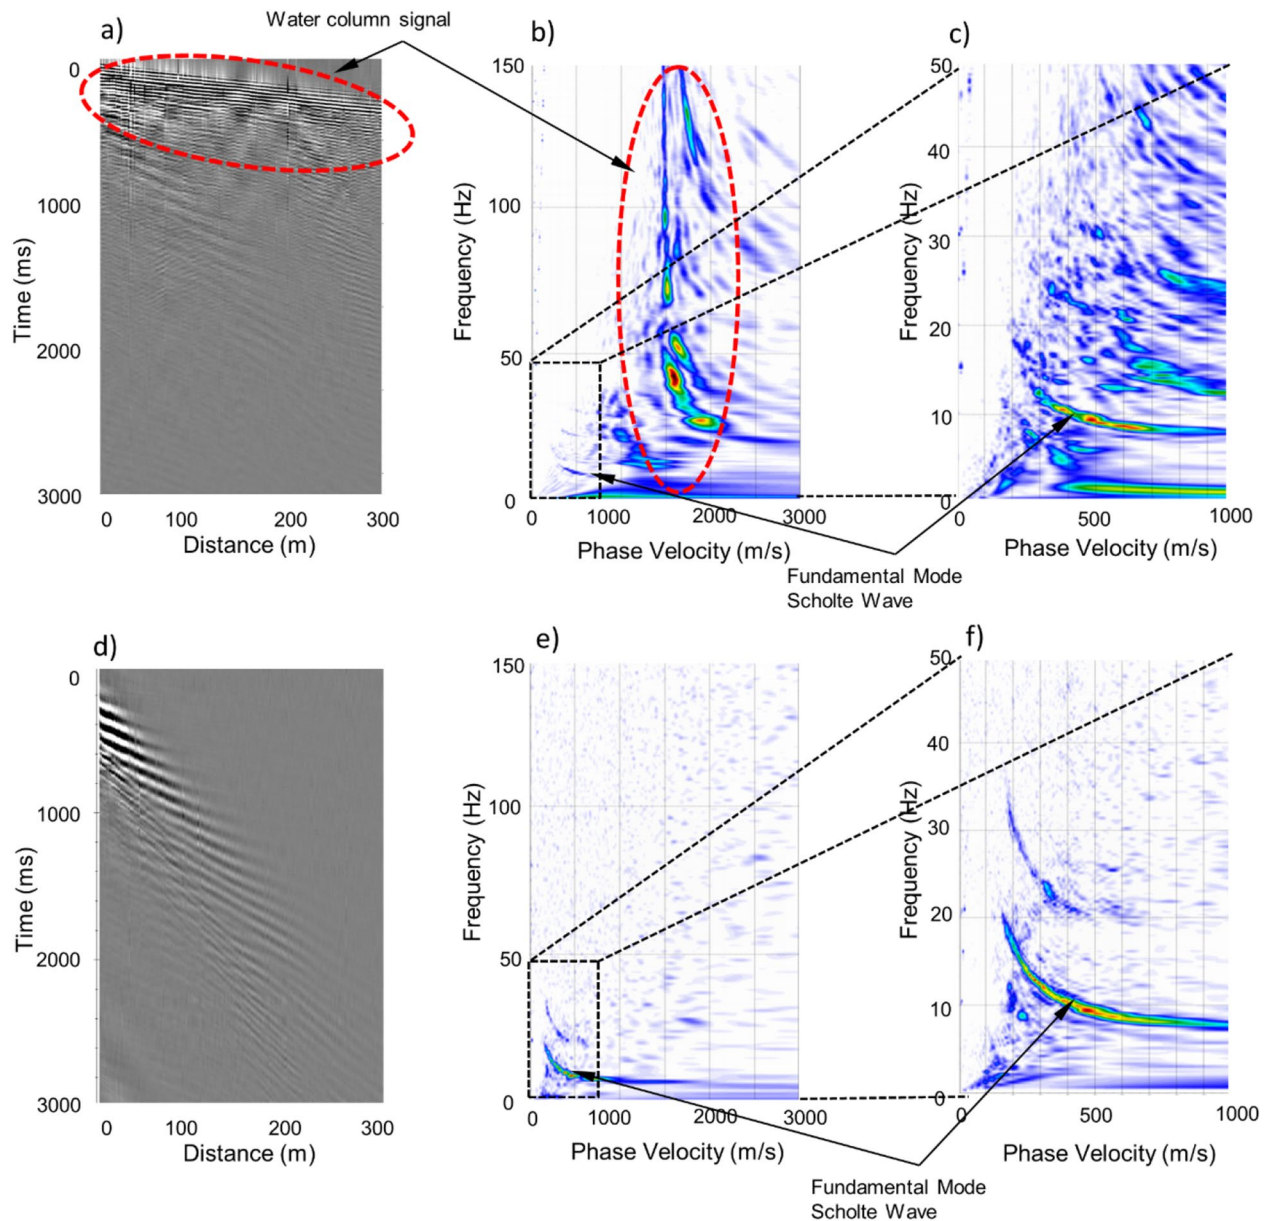 Water column signal
a)
b)
c)
0
1000
2000
3000
Time (ms)
0
100
200
300
Distance (m)
150
100
50
0
Frequency (Hz)
0
1000
2000
3000
Phase Velocity (m/s)
50
40
30
20
10
0
Frequency (Hz)
0
500
1000
Phase Velocity (m/s)
Fundamental Mode
Scholte Wave
d)
e)
f)
0
1000
2000
3000
Time (ms)
0
100
200
300
Distance (m)
150
100
50
0
Frequency (Hz)
0
1000
2000
3000
Phase Velocity (m/s)
50
40
30
20
10
0
Frequency (Hz)
0
500
1000
Phase Velocity (m/s)
Fundamental Mode
Scholte Wave